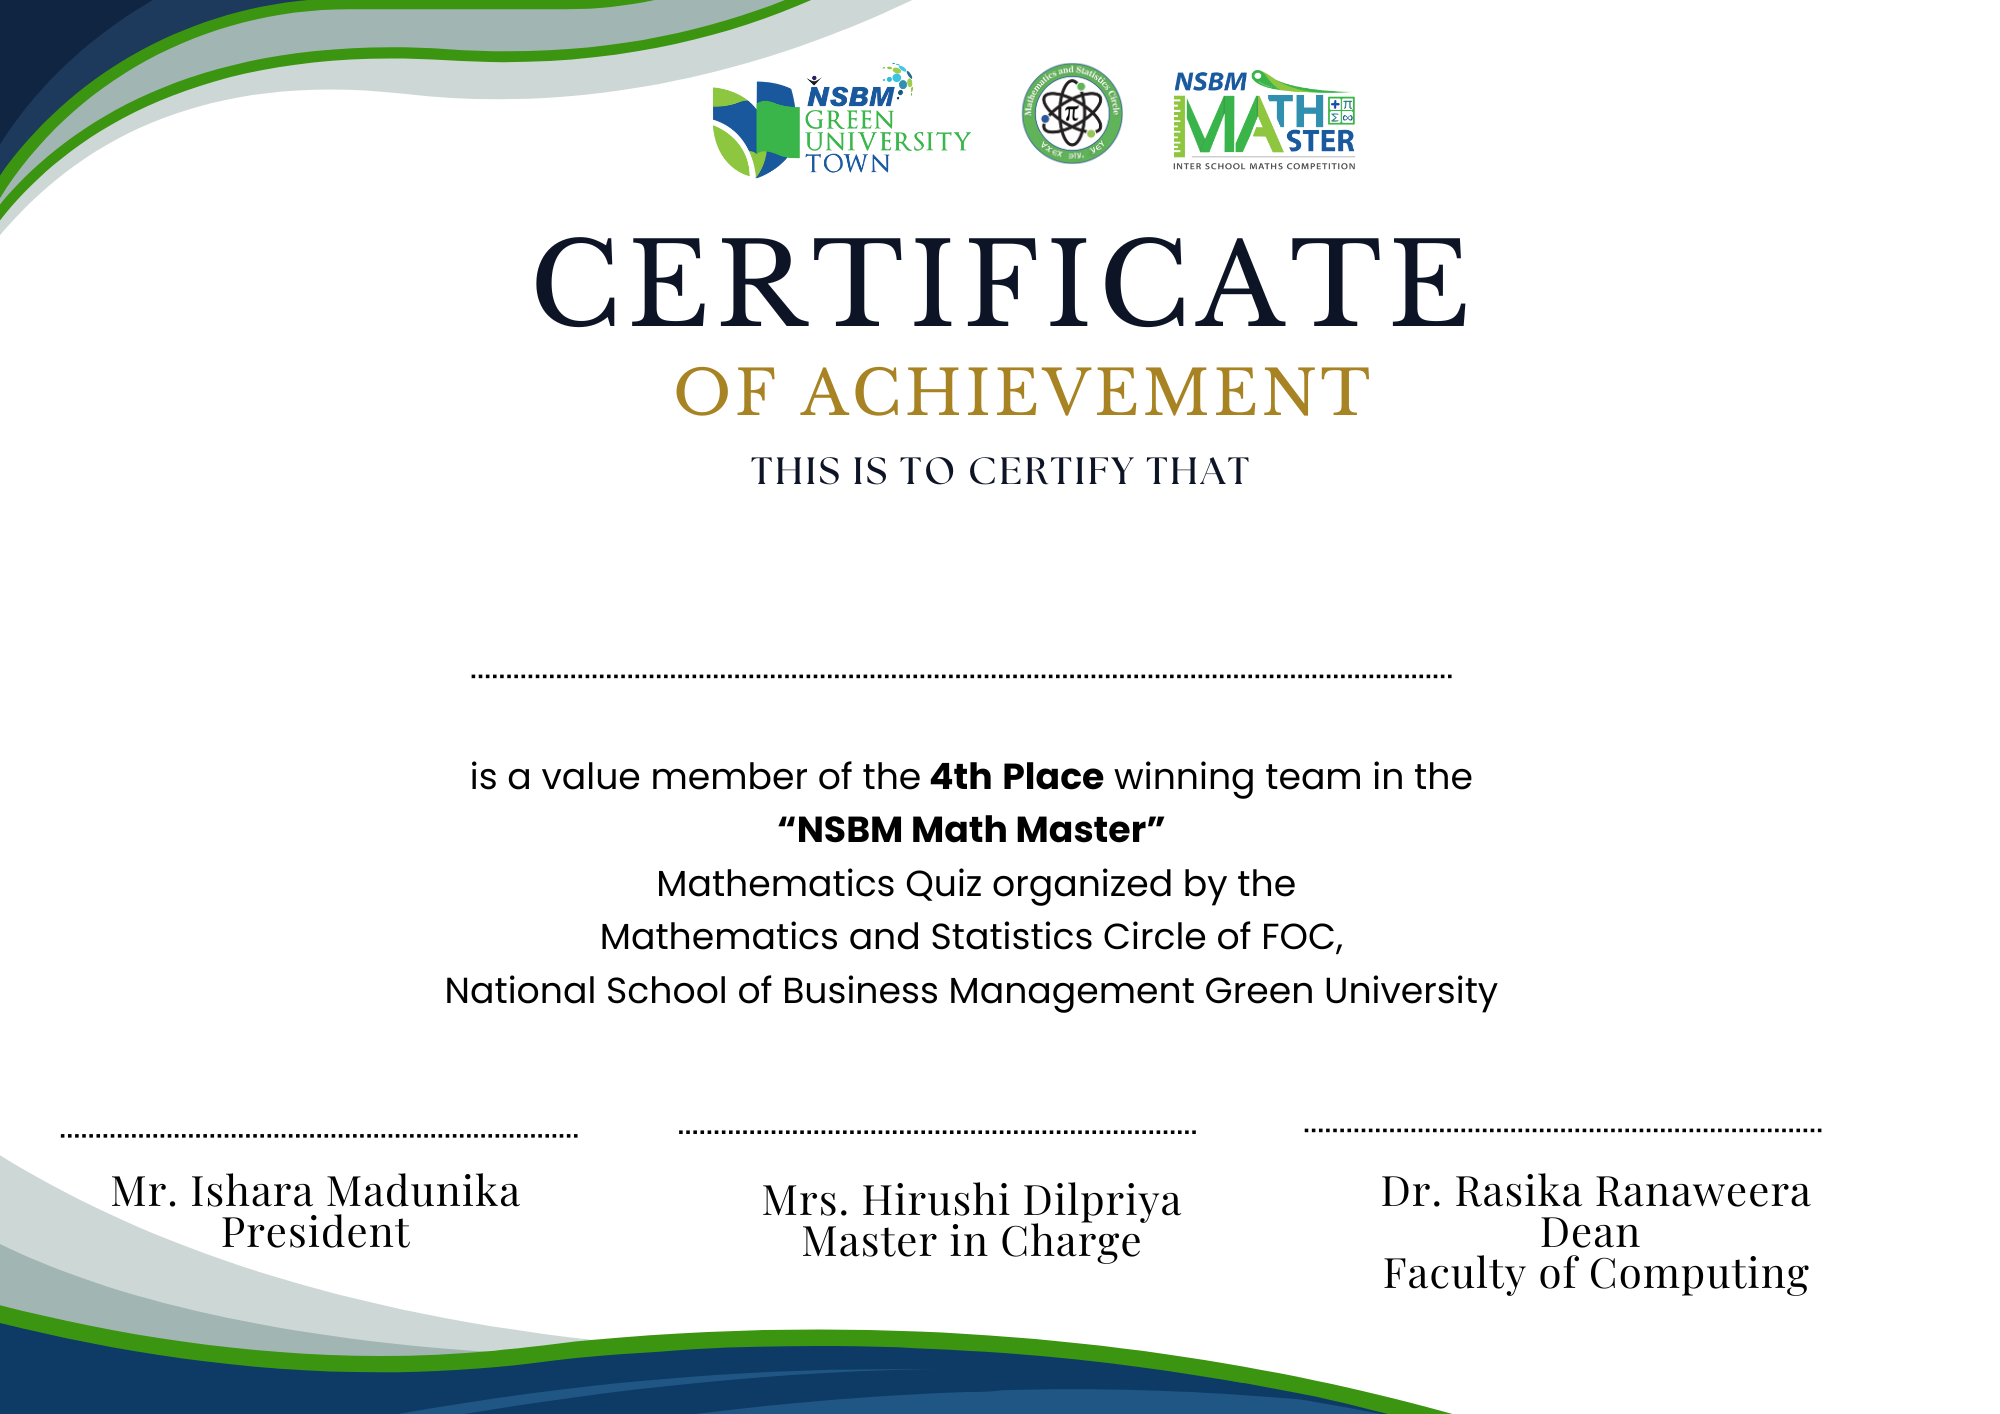 NSBM
GREEN
UNIVERSITY
TOWN
Mathematics and Statistics Circle
NSBM
MATH
MASTER
INTER SCHOOL MATHS COMPETITION
CERTIFICATE
OF ACHIEVEMENT
THIS IS TO CERTIFY THAT
is a value member of the 4th Place winning team in the
“NSBM Math Master”
Mathematics Quiz organized by the
Mathematics and Statistics Circle of FOC,
National School of Business Management Green University
Mr. Ishara Madunika
President
Mrs. Hirushi Dilpriya
Master in Charge
Dr. Rasika Ranaweera
Dean
Faculty of Computing